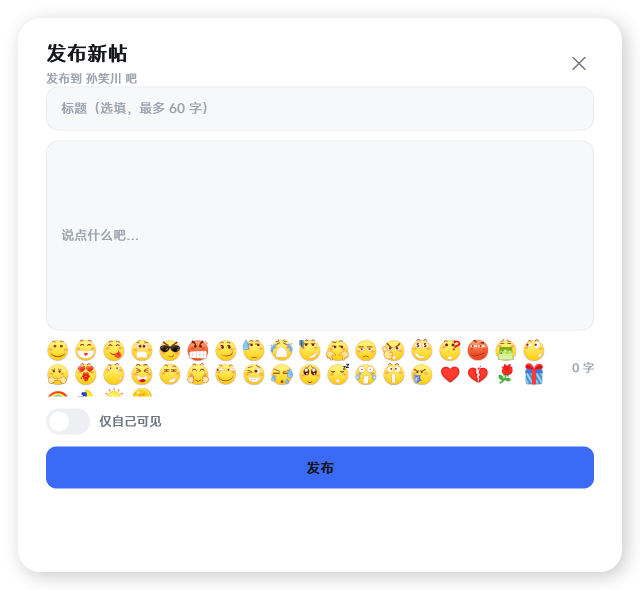 发布新帖
发布到 孙笑川 吧
标题（选填，最多 60 字）
说点什么吧...
0 字
仅自己可见
发布